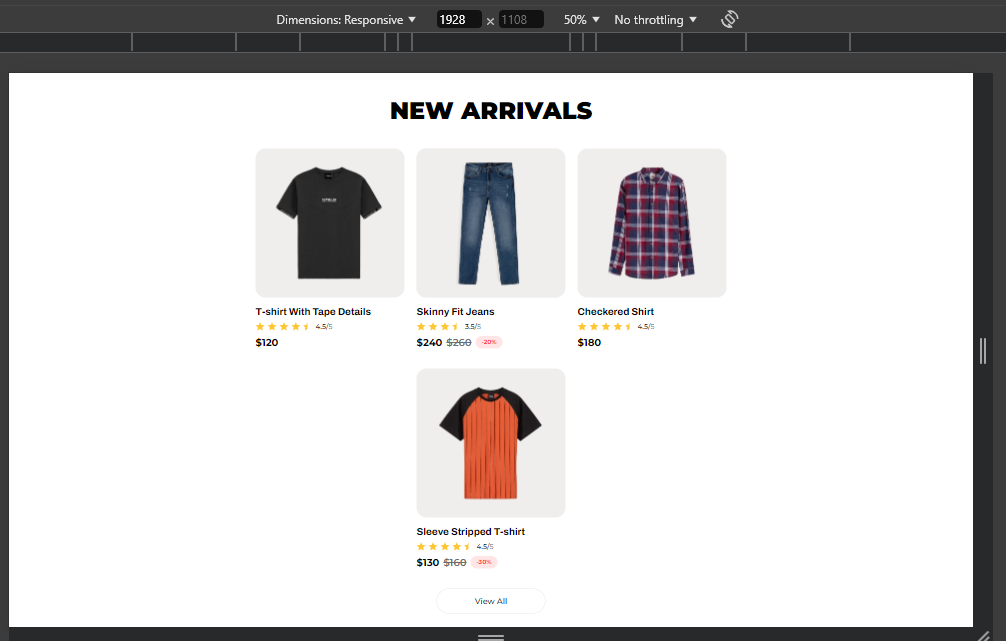 Dimensions: Responsive 1928 × 1108 50% No throttling
NEW ARRIVALS
T-shirt With Tape Details
4.5/5
$120
Skinny Fit Jeans
3.5/5
$240 $260 -20%
Checkered Shirt
4.5/5
$180
Sleeve Stripped T-shirt
4.5/5
$130 $160 -30%
View All